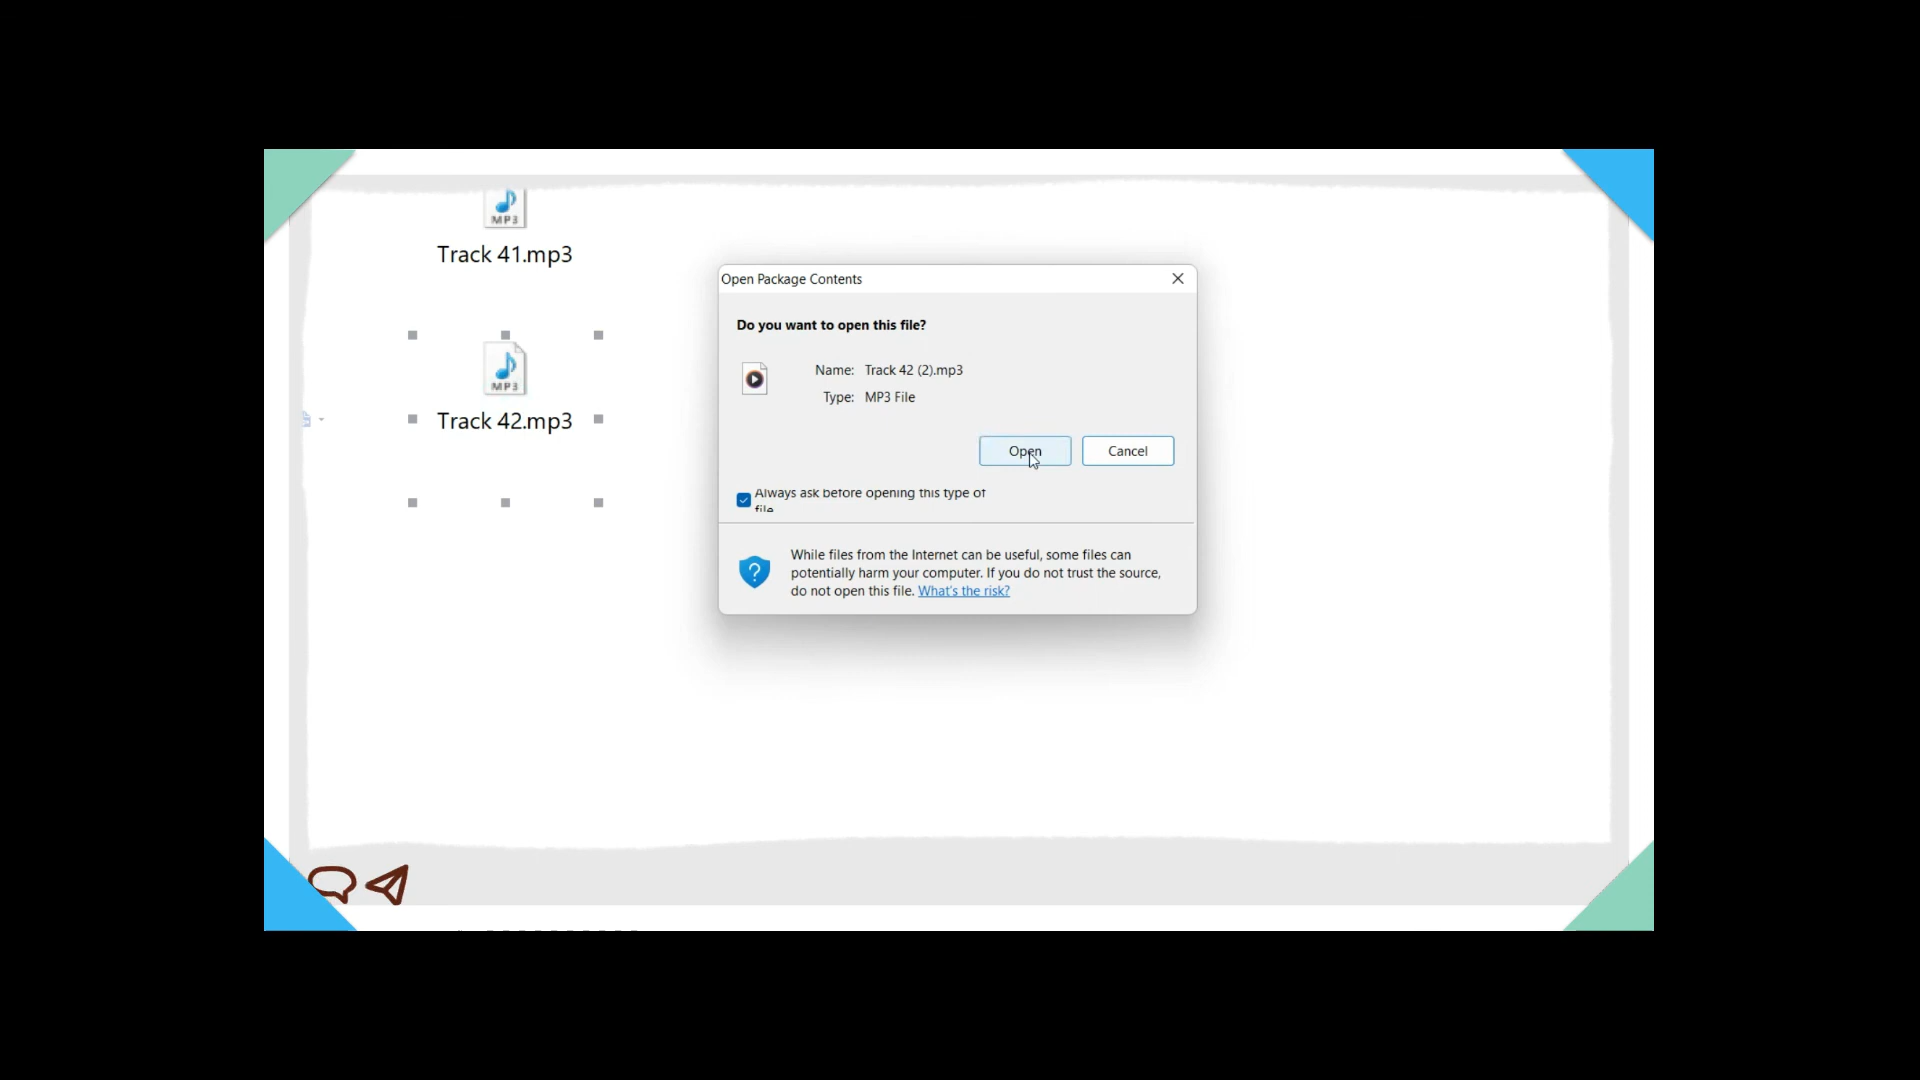 MP3
Track 41.mp3
MP3
Track 42.mp3
Open Package Contents
Do you want to open this file?
Name: Track 42 (2).mp3
Type: MP3 File
Open
Cancel
Always ask before opening this type of
file
While files from the Internet can be useful, some files can
potentially harm your computer. If you do not trust the source,
do not open this file. What's the risk?